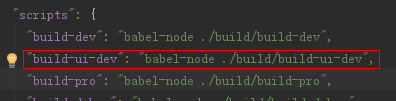 "scripts": {
"build-dev": "babel-node ./build/build-dev",
"build-ui-dev": "babel-node ./build/build-ui-dev",
"build-pro": "babel-node ./build/build-pro",